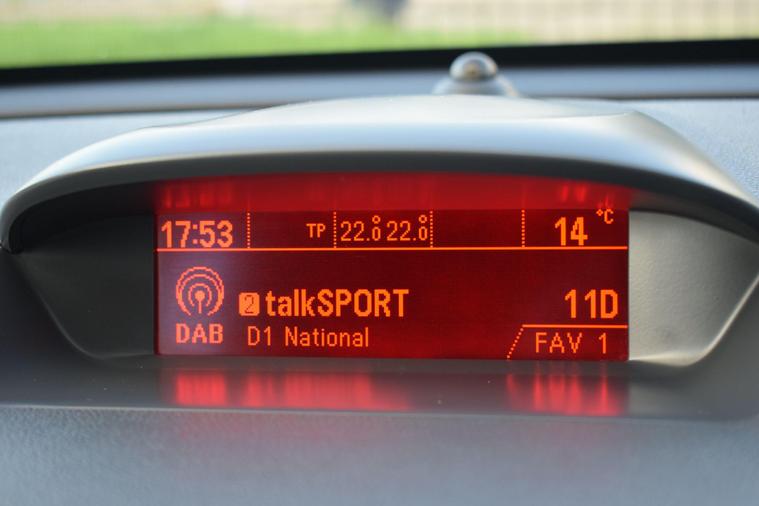 17:53 TP 22.0° 22.0° 14 °C
2 talkSPORT 11D
DAB D1 National FAV 1